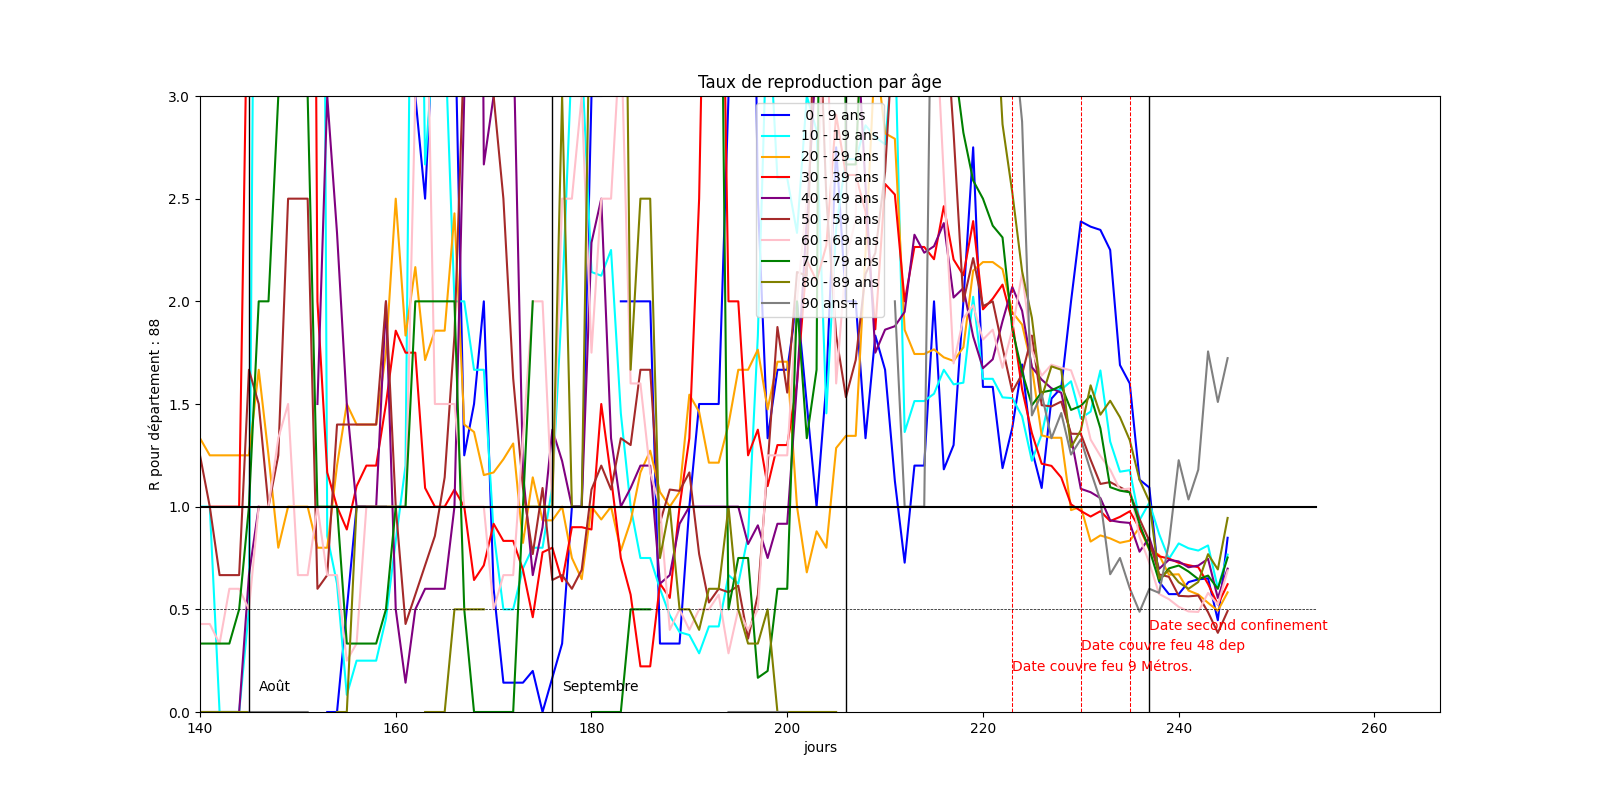 Taux de reproduction par âge
3.0
2.5
2.0
1.5
1.0
0.5
0.0
R pour département : 88
0 - 9 ans
10 - 19 ans
20 - 29 ans
30 - 39 ans
40 - 49 ans
50 - 59 ans
60 - 69 ans
70 - 79 ans
80 - 89 ans
90 ans+
Date second confinement
Date couvre feu 48 dep
Date couvre feu 9 Métros.
Août
Septembre
140
160
180
200
220
240
260
jours